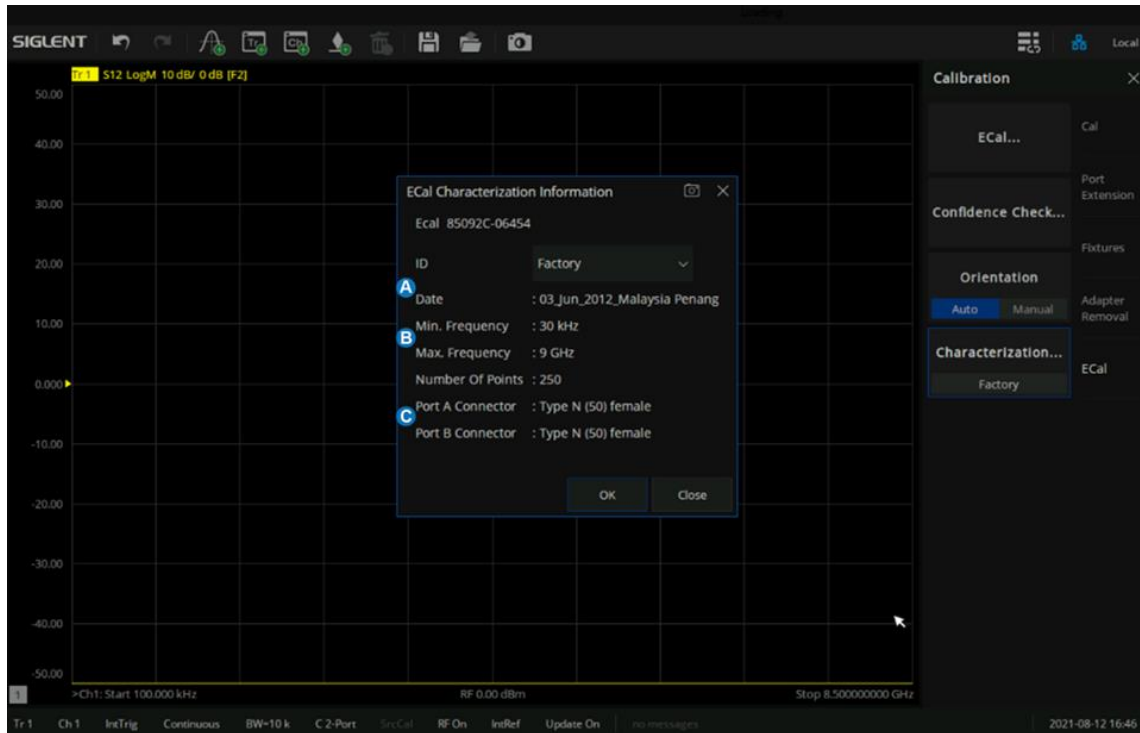 SIGLENT
Local
Tr 1 S12 LogM 10 dB/ 0 dB [F2]
50.00
40.00
30.00
20.00
10.00
0.000
-10.00
-20.00
-30.00
-40.00
-50.00
ECal Characterization Information
Ecal 85092C-06454
ID Factory
A
Date : 03_Jun_2012_Malaysia Penang
Min. Frequency : 30 kHz
B
Max. Frequency : 9 GHz
Number Of Points : 250
Port A Connector : Type N (50) female
C
Port B Connector : Type N (50) female
OK Close
Calibration
ECal...
Confidence Check...
Orientation
Auto Manual
Characterization...
Factory
Cal
Port Extension
Fixtures
Adapter Removal
ECal
1 >Ch1: Start 100.000 kHz RF 0.00 dBm Stop 8.500000000 GHz
Tr 1 Ch 1 IntTrig Continuous BW=10 k C 2-Port SrcCal RF On IntRef Update On no messages 2021-08-12 16:46